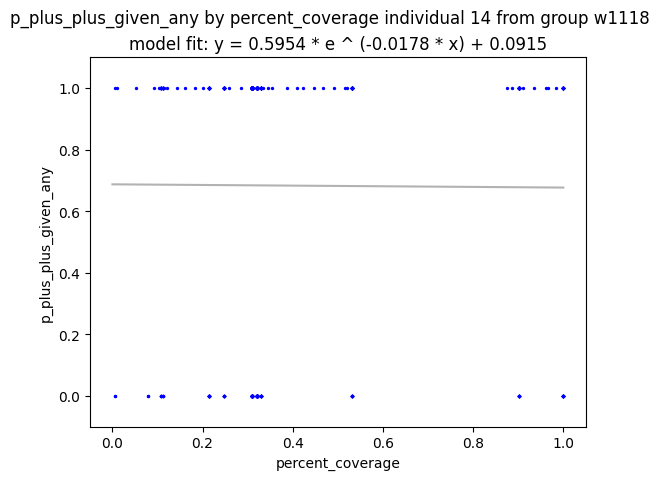 p_plus_plus_given_any by percent_coverage individual 14 from group w1118
model fit: y = 0.5954 * e ^ (-0.0178 * x) + 0.0915
1.0
0.8
0.6
0.4
0.2
0.0
p_plus_plus_given_any
0.0 0.2 0.4 0.6 0.8 1.0
percent_coverage